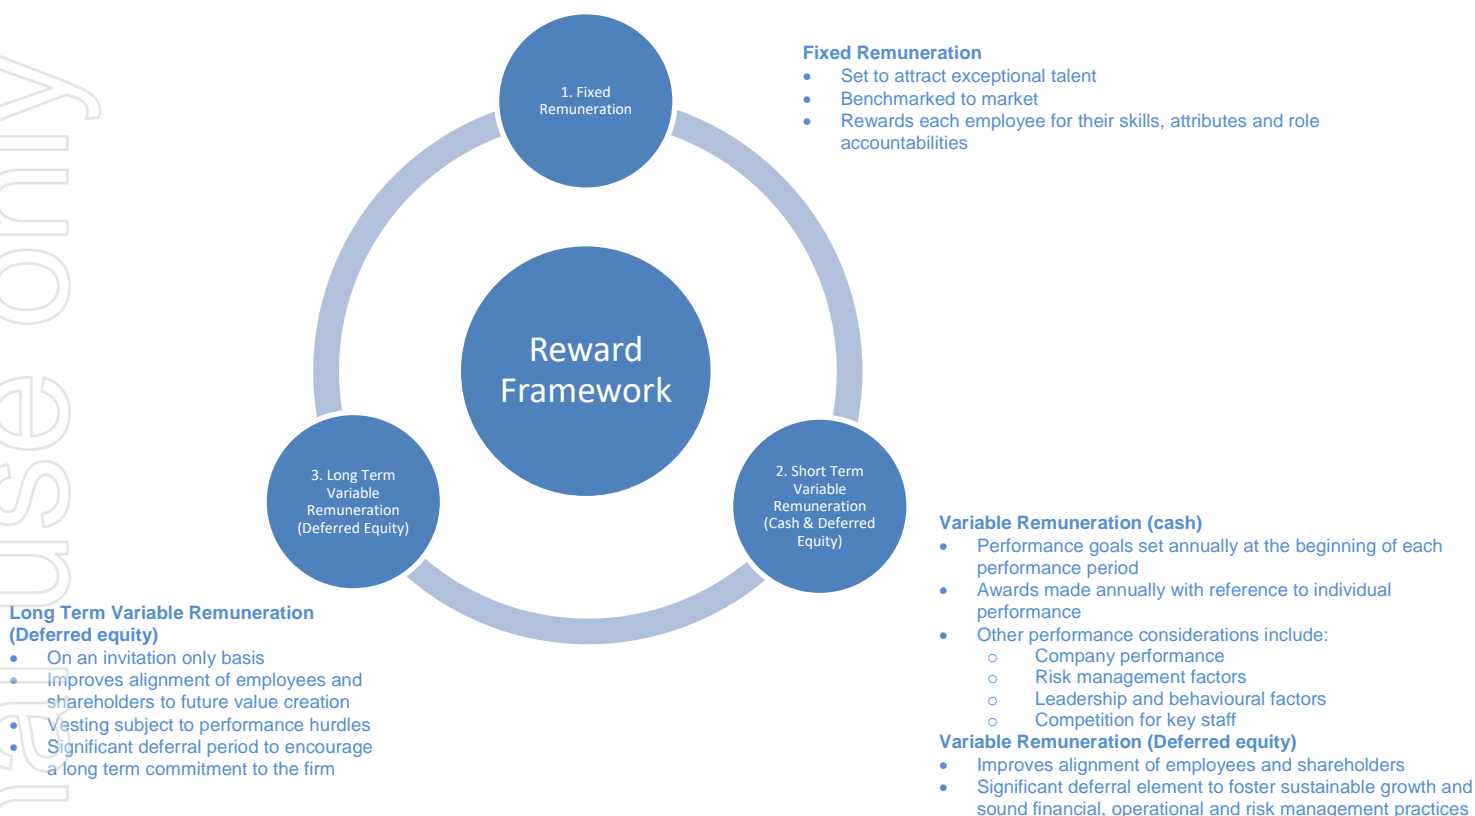 1. Fixed
Remuneration
Fixed Remuneration
• Set to attract exceptional talent
• Benchmarked to market
• Rewards each employee for their skills, attributes and role
accountabilities
Reward
Framework
2. Short Term
Variable
Remuneration
(Cash & Deferred
Equity)
Variable Remuneration (cash)
• Performance goals set annually at the beginning of each
performance period
• Awards made annually with reference to individual
performance
• Other performance considerations include:
o Company performance
o Risk management factors
o Leadership and behavioural factors
o Competition for key staff
Variable Remuneration (Deferred equity)
• Improves alignment of employees and shareholders
• Significant deferral element to foster sustainable growth and
sound financial, operational and risk management practices
3. Long Term
Variable
Remuneration
(Deferred Equity)
Long Term Variable Remuneration
(Deferred equity)
• On an invitation only basis
• Improves alignment of employees and
shareholders to future value creation
• Vesting subject to performance hurdles
• Significant deferral period to encourage
a long term commitment to the firm
use only